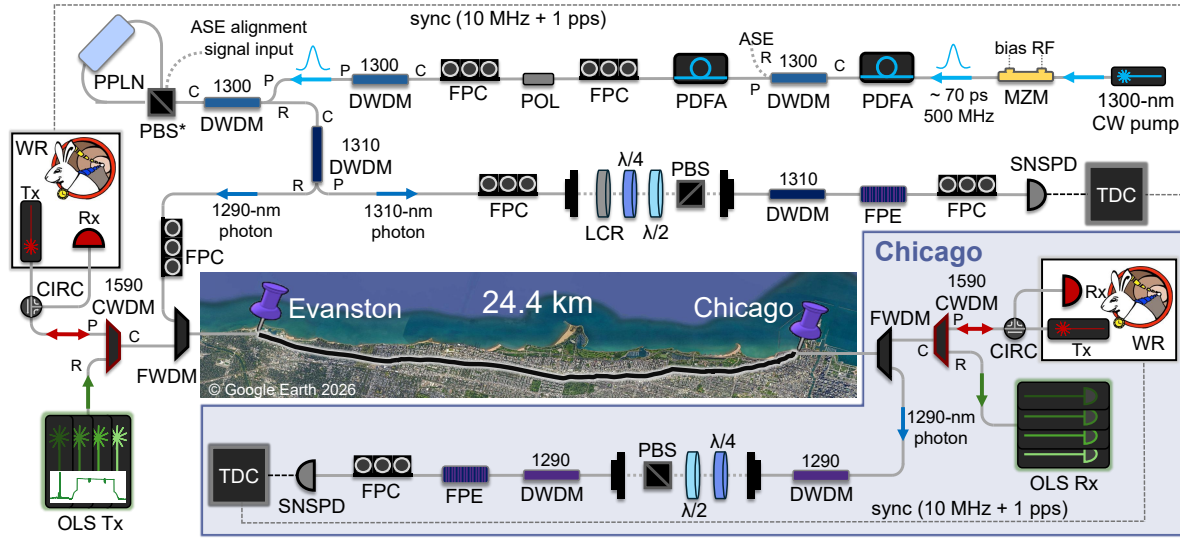 sync (10 MHz + 1 pps)
ASE alignment
signal input
PPLN
PBS*
C
1300
DWDM
P
R
P
1300
DWDM
C
FPC
POL
FPC
PDFA
ASE
R
P
1300
DWDM
C
PDFA
~ 70 ps
500 MHz
bias RF
MZM
1300-nm
CW pump
C
1310
DWDM
R
P
1290-nm
photon
1310-nm
photon
FPC
LCR
λ/4
λ/2
PBS
1310
DWDM
FPE
FPC
SNSPD
TDC
WR
Tx
Rx
CIRC
FPC
1590
CWDM
P
C
R
FWDM
OLS Tx
Evanston
24.4 km
Chicago
© Google Earth 2026
Chicago
FWDM
1590
CWDM
P
C
R
CIRC
Rx
Tx
WR
OLS Rx
1290-nm
photon
TDC
SNSPD
FPC
FPE
1290
DWDM
PBS
λ/2
λ/4
1290
DWDM
sync (10 MHz + 1 pps)